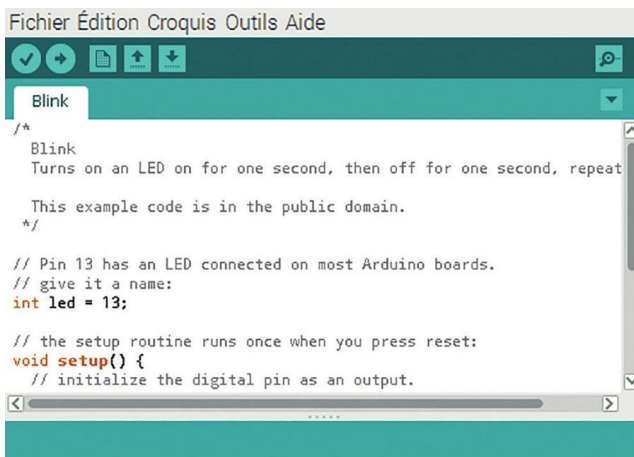 Fichier Édition Croquis Outils Aide
Blink
/*
  Blink
  Turns on an LED on for one second, then off for one second, repeat

  This example code is in the public domain.
 */

// Pin 13 has an LED connected on most Arduino boards.
// give it a name:
int led = 13;

// the setup routine runs once when you press reset:
void setup() {
  // initialize the digital pin as an output.